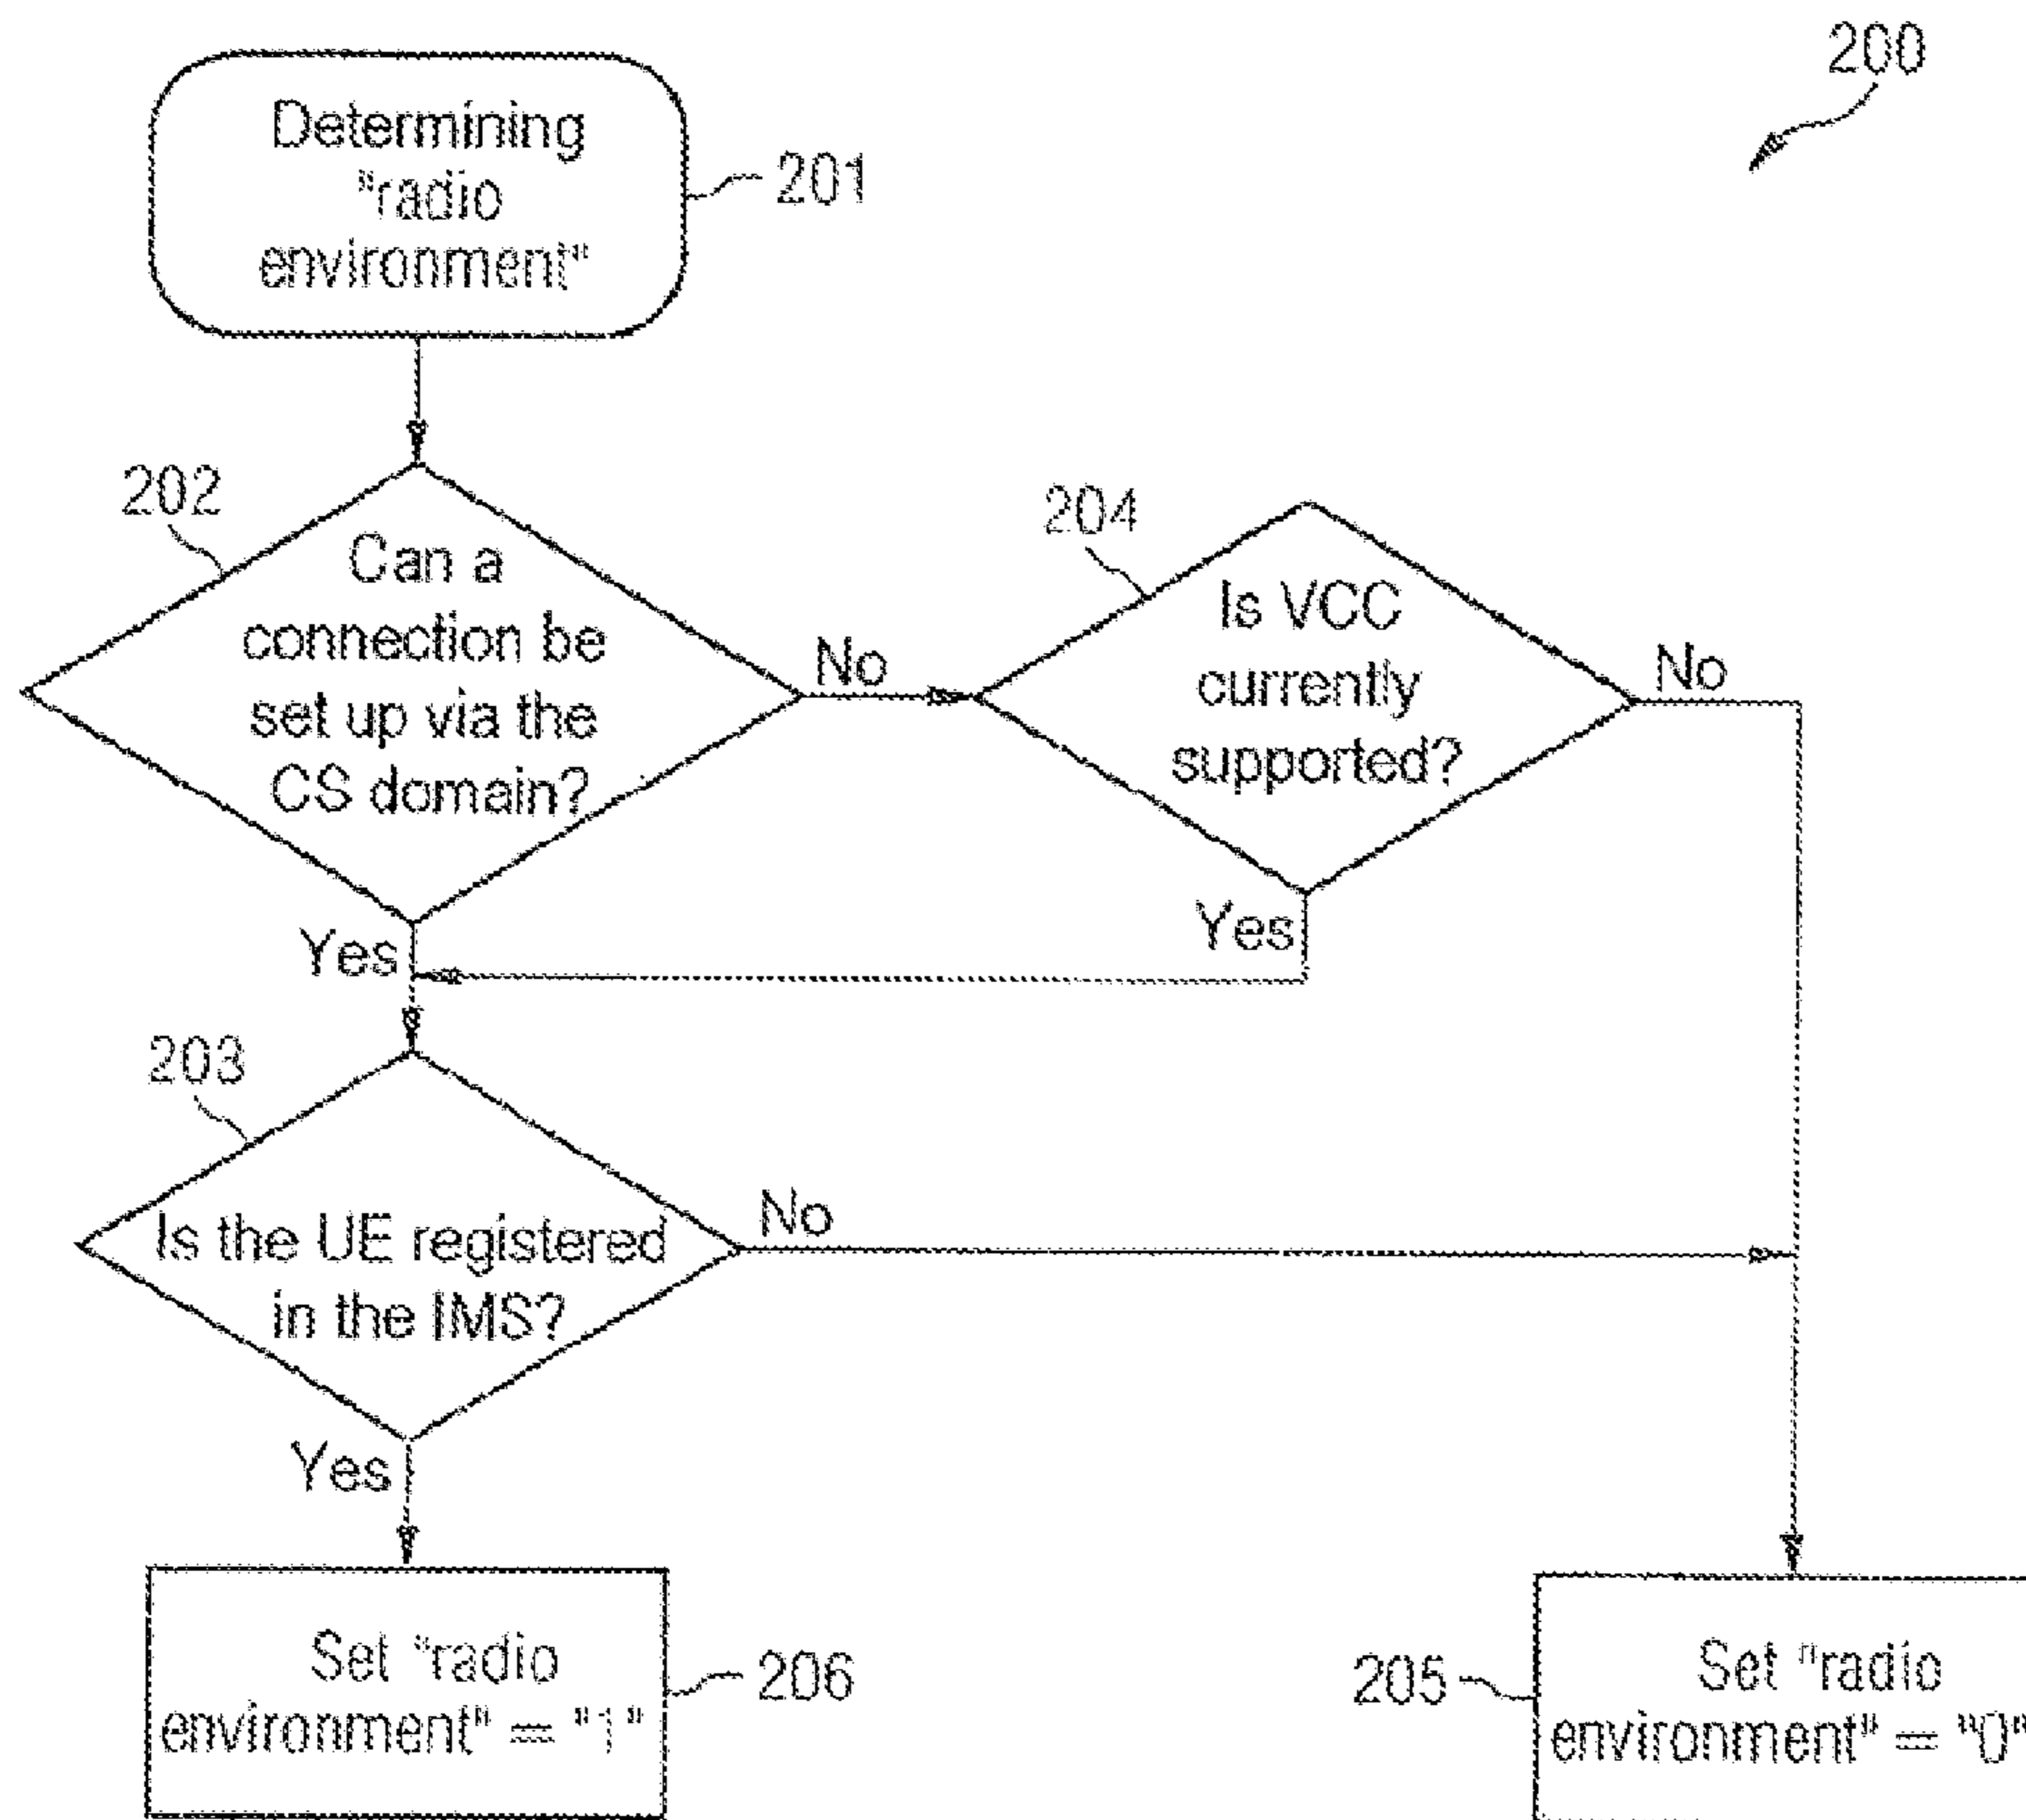 200
Determining
"radio
environment"
201
202
Can a
connection be
set up via the
CS domain?
No
Yes
204
Is VCC
currently
supported?
No
Yes
203
Is the UE registered
in the IMS?
No
Yes
Set "radio
environment" = "1"
206
205
Set "radio
environment" = "0"